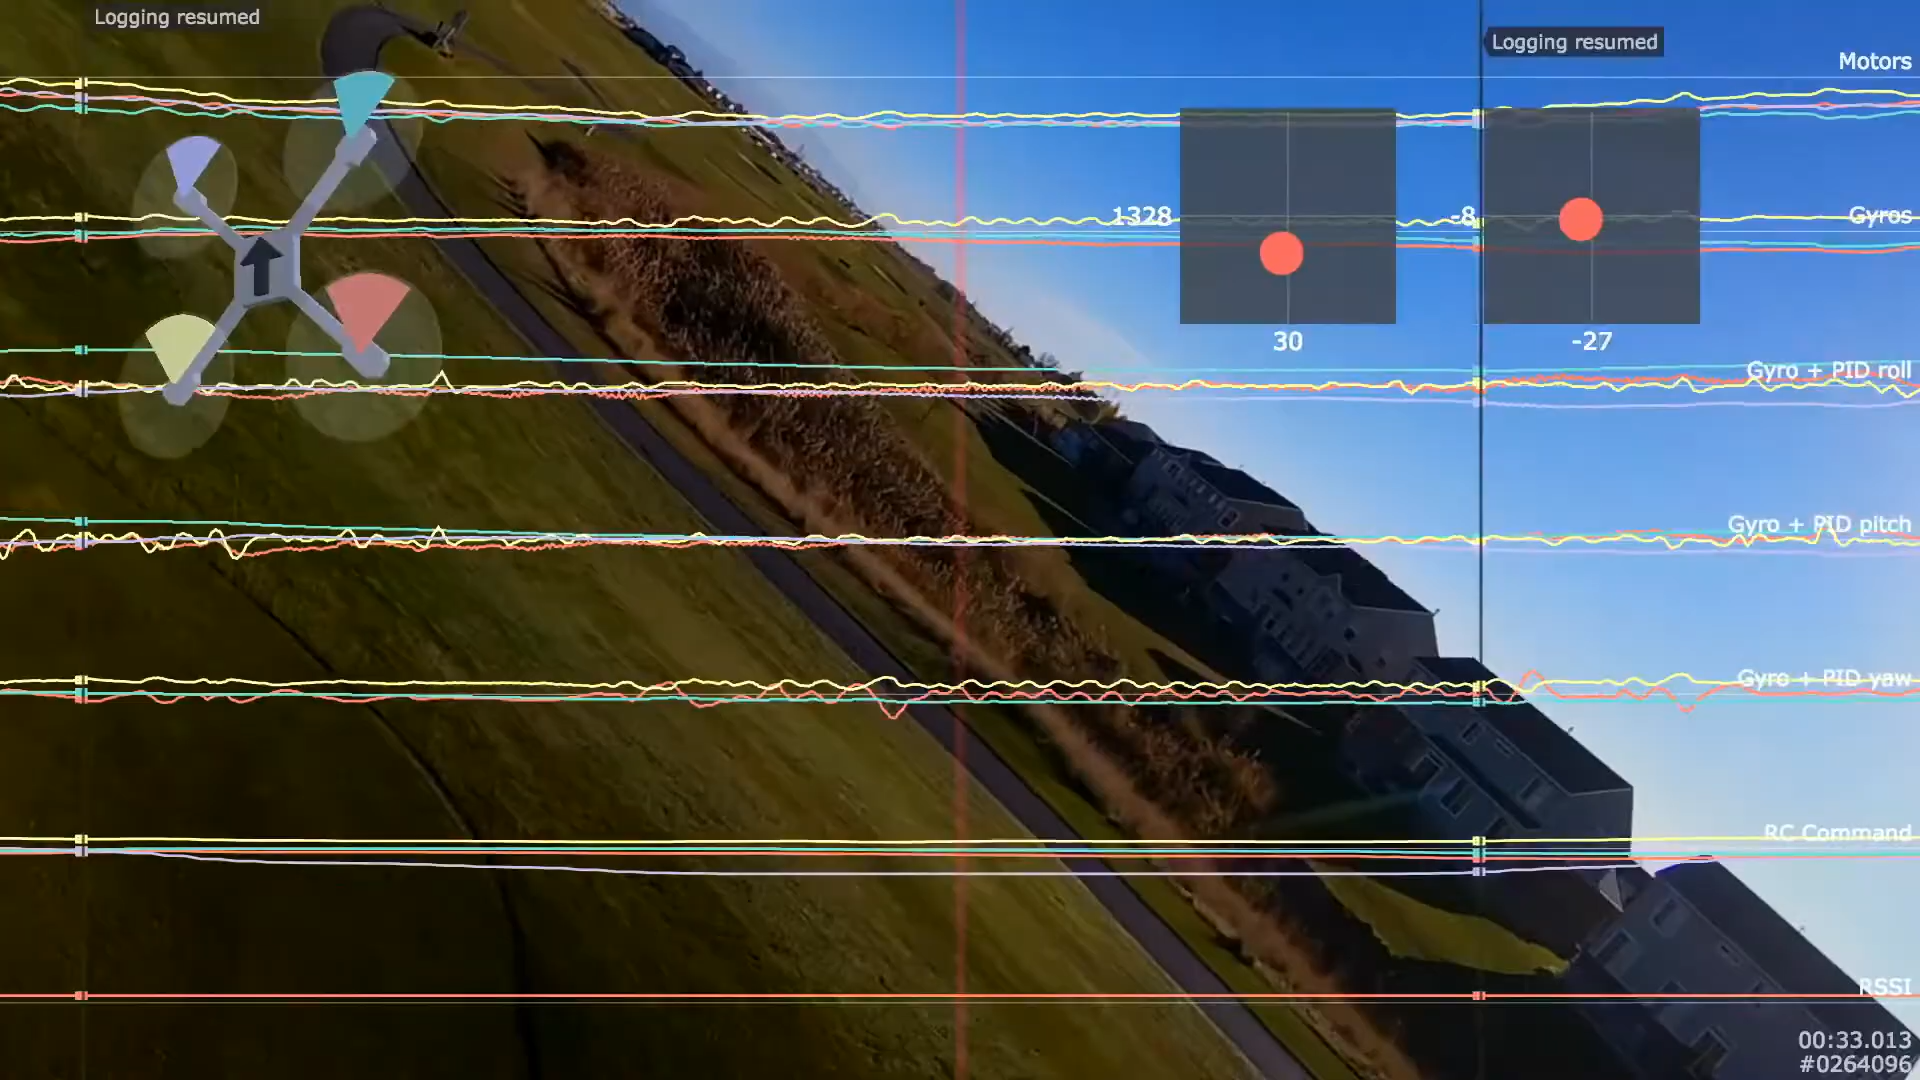 Logging resumed
Logging resumed
Motors
1328
-8
Gyros
30
-27
Gyro + PID roll
Gyro + PID pitch
Gyro + PID yaw
RC Command
RSSI
00:33.013
#0264096